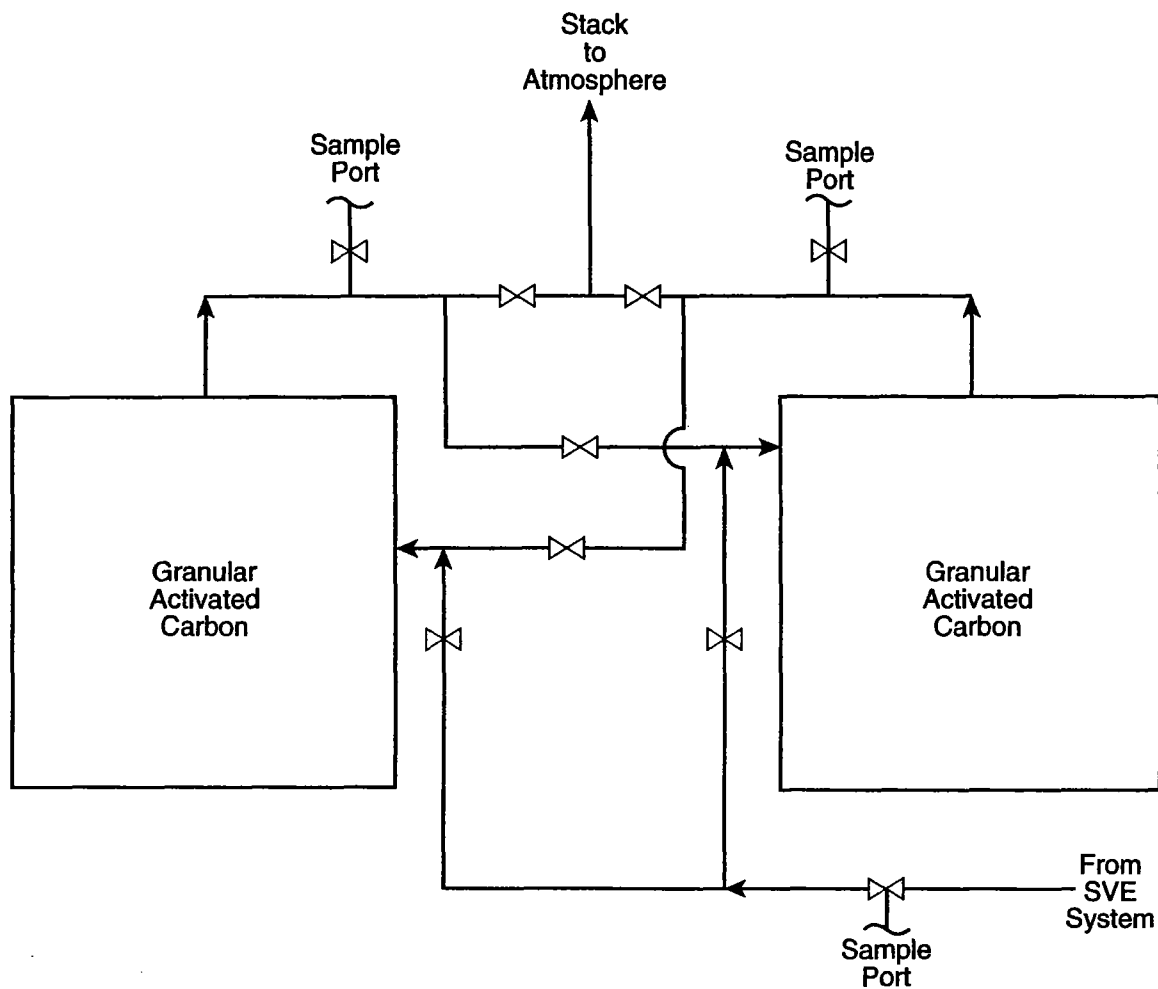 Stack
to
Atmosphere
Sample
Port
Sample
Port
Granular
Activated
Carbon
Granular
Activated
Carbon
From
SVE
System
Sample
Port